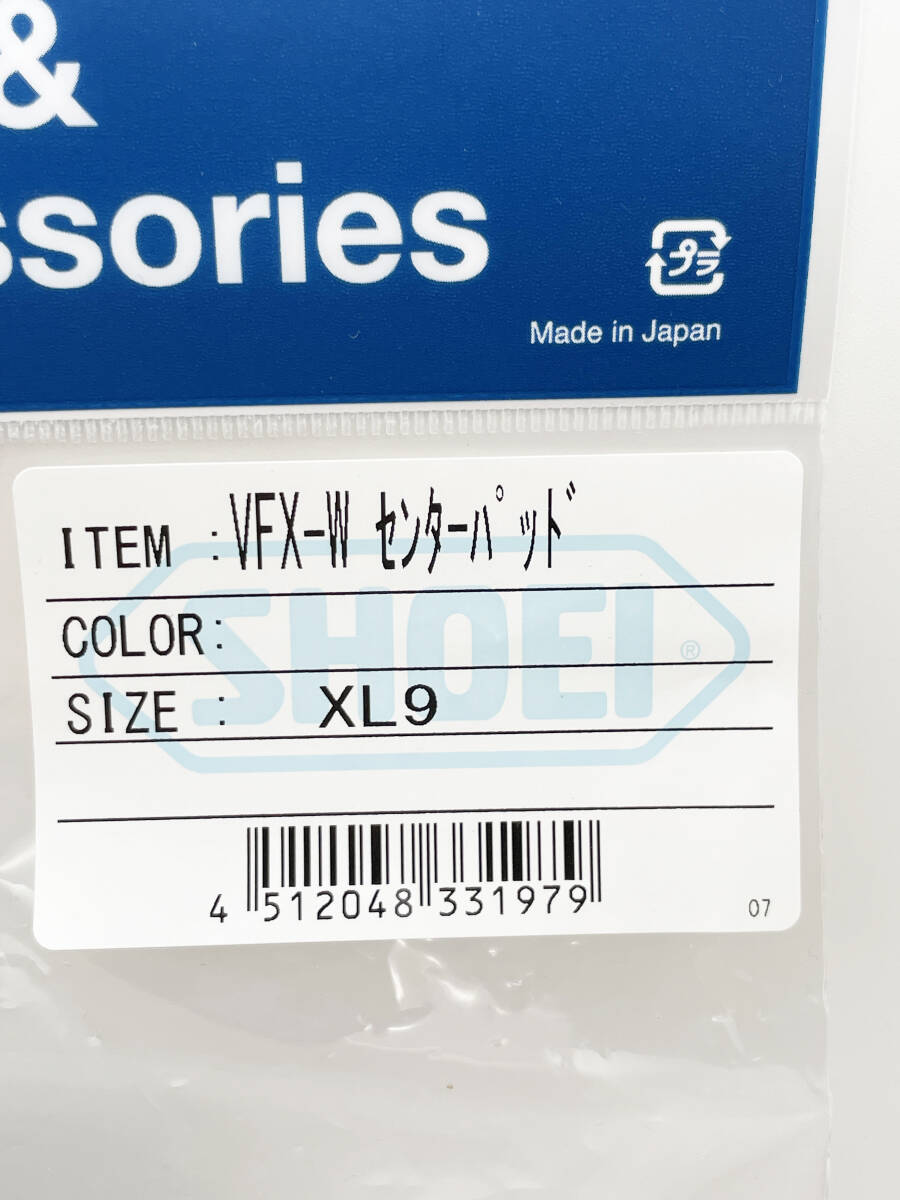 &
ssories
プラ
Made in Japan
ITEM :VFX-W ｾﾝﾀｰﾊﾟｯﾄﾞ
COLOR:
SHOEI®
SIZE : XL9
4 512048 331979
07